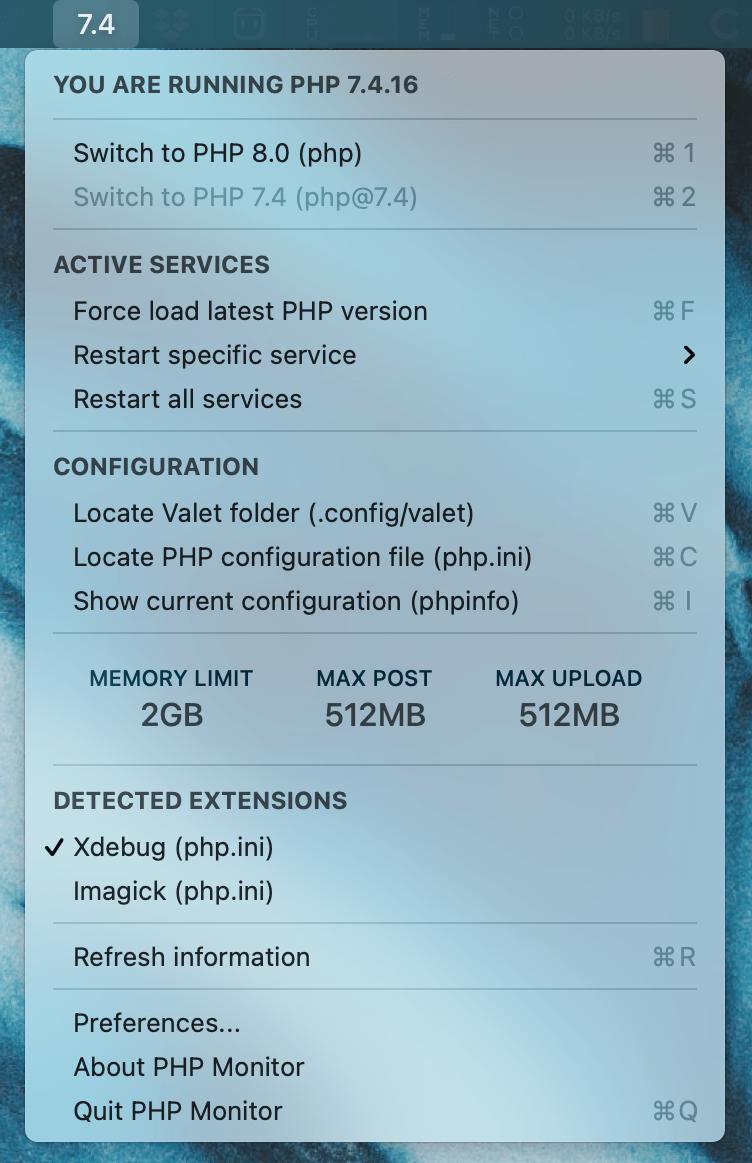 7.4
0 KB/s
0 KB/s
YOU ARE RUNNING PHP 7.4.16
Switch to PHP 8.0 (php) ⌘ 1
Switch to PHP 7.4 (php@7.4) ⌘ 2
ACTIVE SERVICES
Force load latest PHP version ⌘ F
Restart specific service
Restart all services ⌘ S
CONFIGURATION
Locate Valet folder (.config/valet) ⌘ V
Locate PHP configuration file (php.ini) ⌘ C
Show current configuration (phpinfo) ⌘ I
MEMORY LIMIT MAX POST MAX UPLOAD
2GB 512MB 512MB
DETECTED EXTENSIONS
Xdebug (php.ini)
Imagick (php.ini)
Refresh information ⌘ R
Preferences...
About PHP Monitor
Quit PHP Monitor ⌘ Q